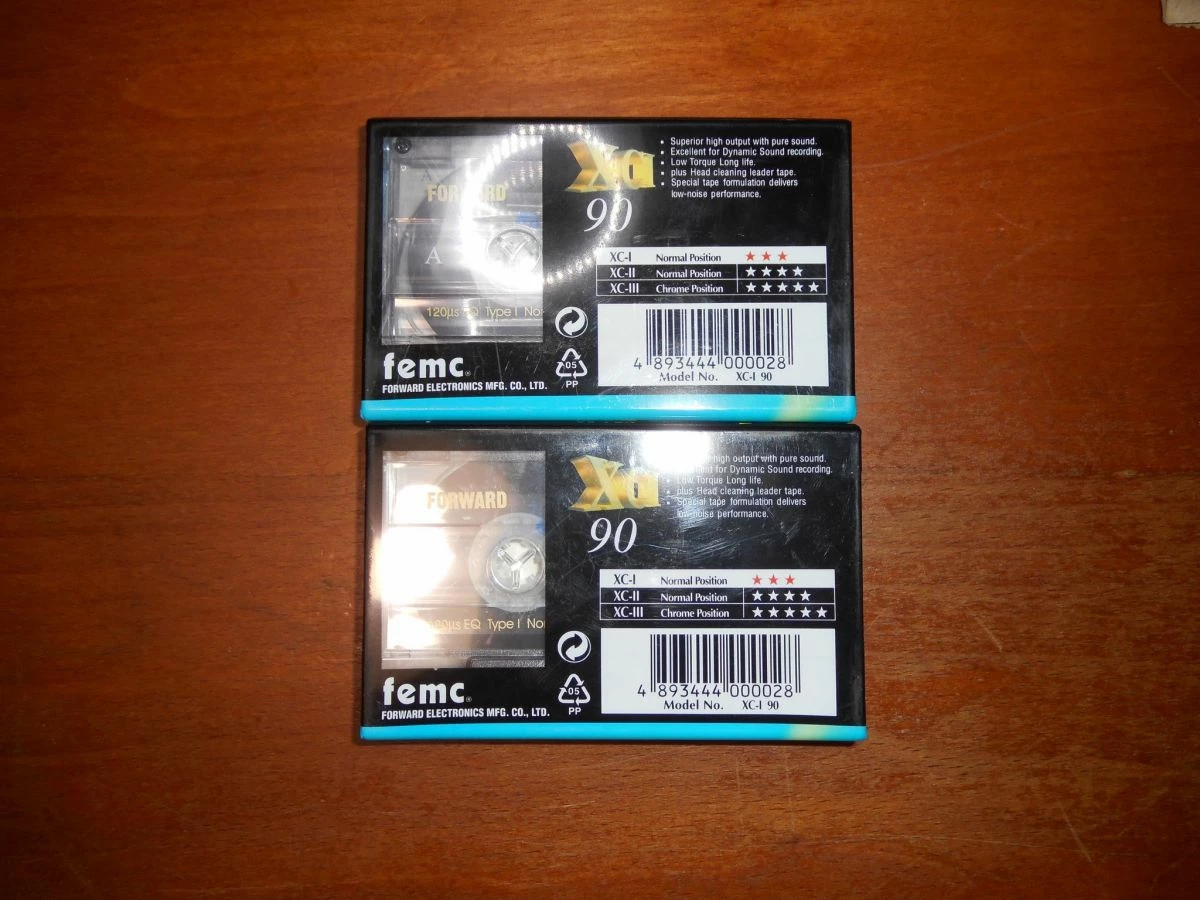 A
FORWARD
A
120µs EQ Type I No
femc
FORWARD ELECTRONICS MFG. CO., LTD.
90
• Superior high output with pure sound.
• Excellent for Dynamic Sound recording.
• Low Torque Long life.
• plus Head cleaning leader tape.
• Special tape formulation delivers
low-noise performance.
XC-I Normal Position ★★★
XC-II Normal Position ★★★★
XC-III Chrome Position ★★★★★
05
PP
4 893444 000028
Model No. XC-I 90
FORWARD
EQ Type I No
femc
FORWARD ELECTRONICS MFG. CO., LTD.
90
high output with pure sound.
for Dynamic Sound recording.
• Low Torque Long life.
• plus Head cleaning leader tape.
• Special tape formulation delivers
low-noise performance.
XC-I Normal Position ★★★
XC-II Normal Position ★★★★
XC-III Chrome Position ★★★★★
05
PP
4 893444 000028
Model No. XC-I 90